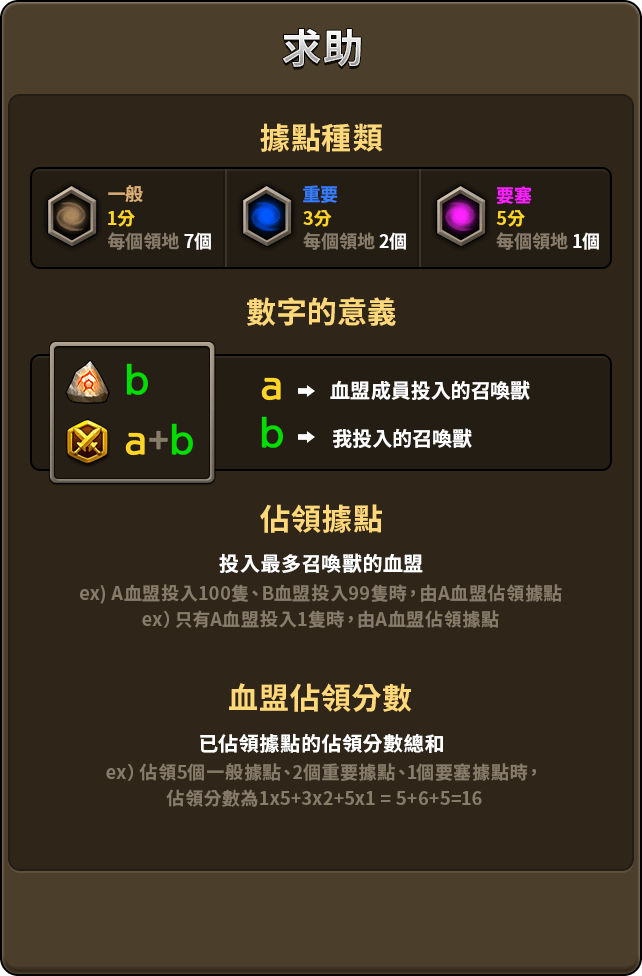 求助
據點種類
一般
1分
每個領地 7個
重要
3分
每個領地 2個
要塞
5分
每個領地 1個
數字的意義
b
a+b
a ➡ 血盟成員投入的召喚獸
b ➡ 我投入的召喚獸
佔領據點
投入最多召喚獸的血盟
ex) A血盟投入100隻、B血盟投入99隻時，由A血盟佔領據點
ex) 只有A血盟投入1隻時，由A血盟佔領據點
血盟佔領分數
已佔領據點的佔領分數總和
ex) 佔領5個一般據點、2個重要據點、1個要塞據點時，
佔領分數為1x5+3x2+5x1 = 5+6+5=16